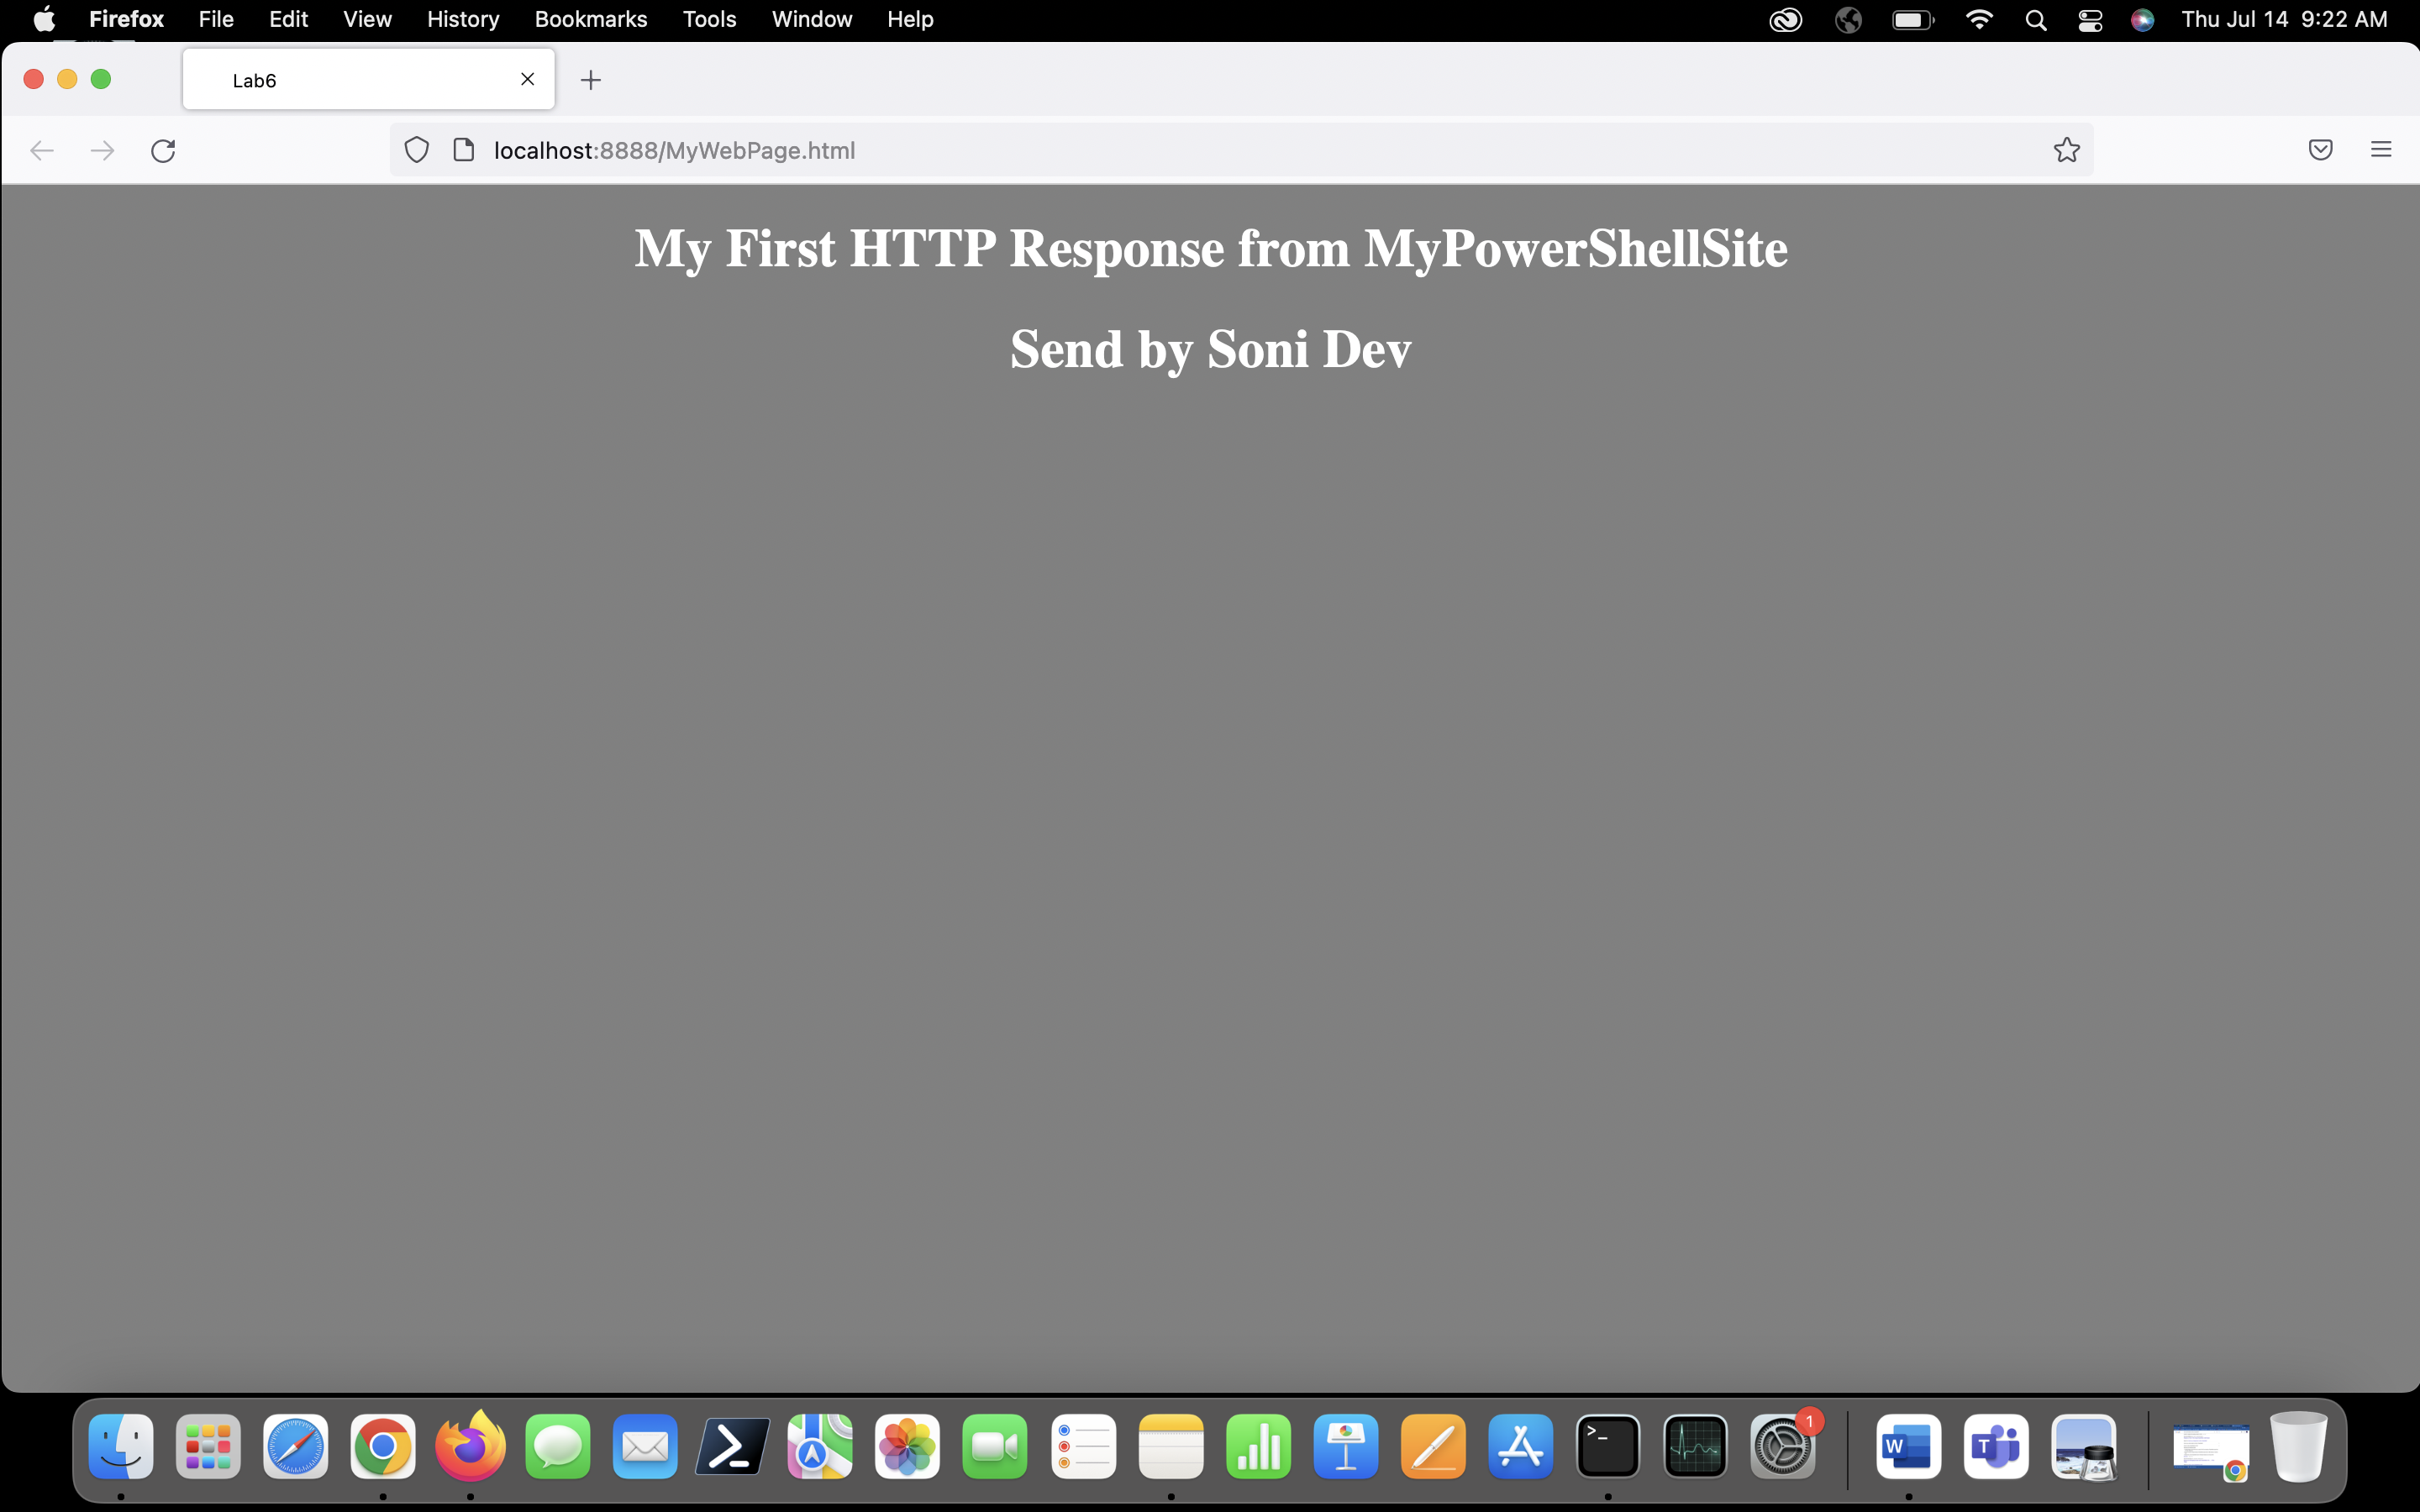 Firefox File Edit View History Bookmarks Tools Window Help Thu Jul 14 9:22 AM
Lab6
localhost:8888/MyWebPage.html
My First HTTP Response from MyPowerShellSite
Send by Soni Dev
>_
1
W
T